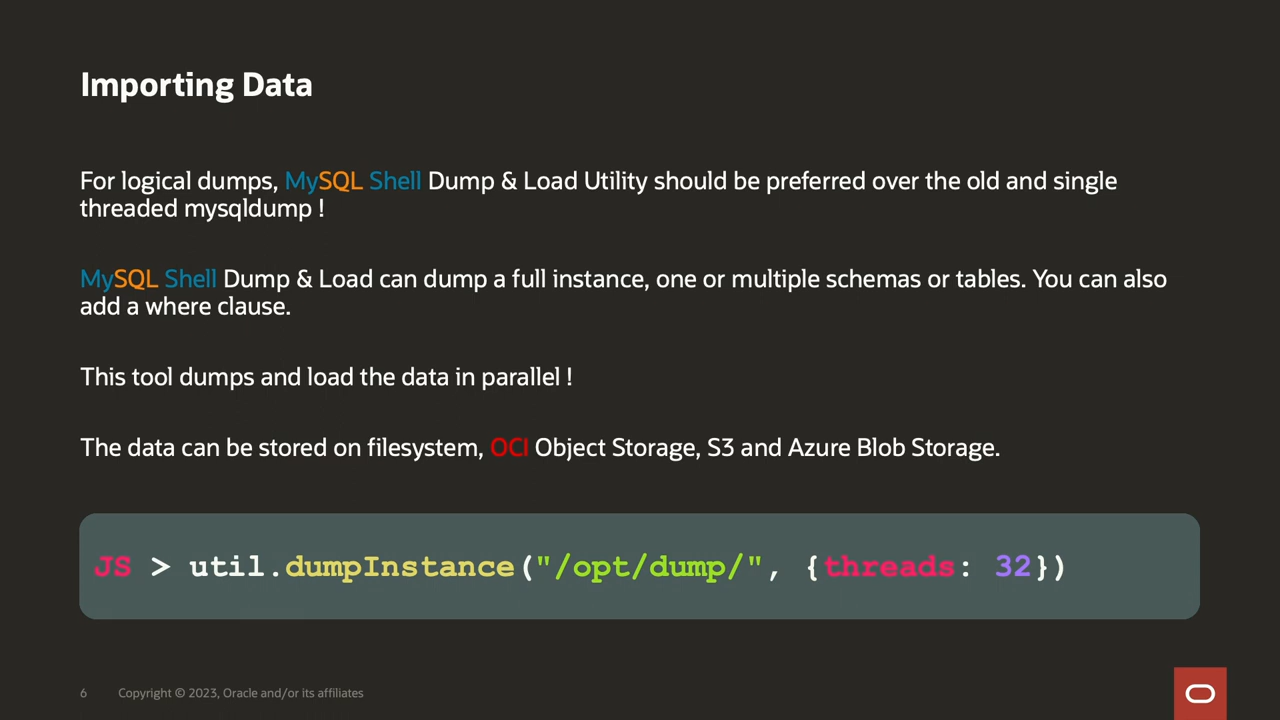 Importing Data
For logical dumps, MySQL Shell Dump & Load Utility should be preferred over the old and single
threaded mysqldump !
MySQL Shell Dump & Load can dump a full instance, one or multiple schemas or tables. You can also
add a where clause.
This tool dumps and load the data in parallel !
The data can be stored on filesystem, OCI Object Storage, S3 and Azure Blob Storage.
JS > util.dumpInstance("/opt/dump/", {threads: 32})
6 Copyright © 2023, Oracle and/or its affiliates